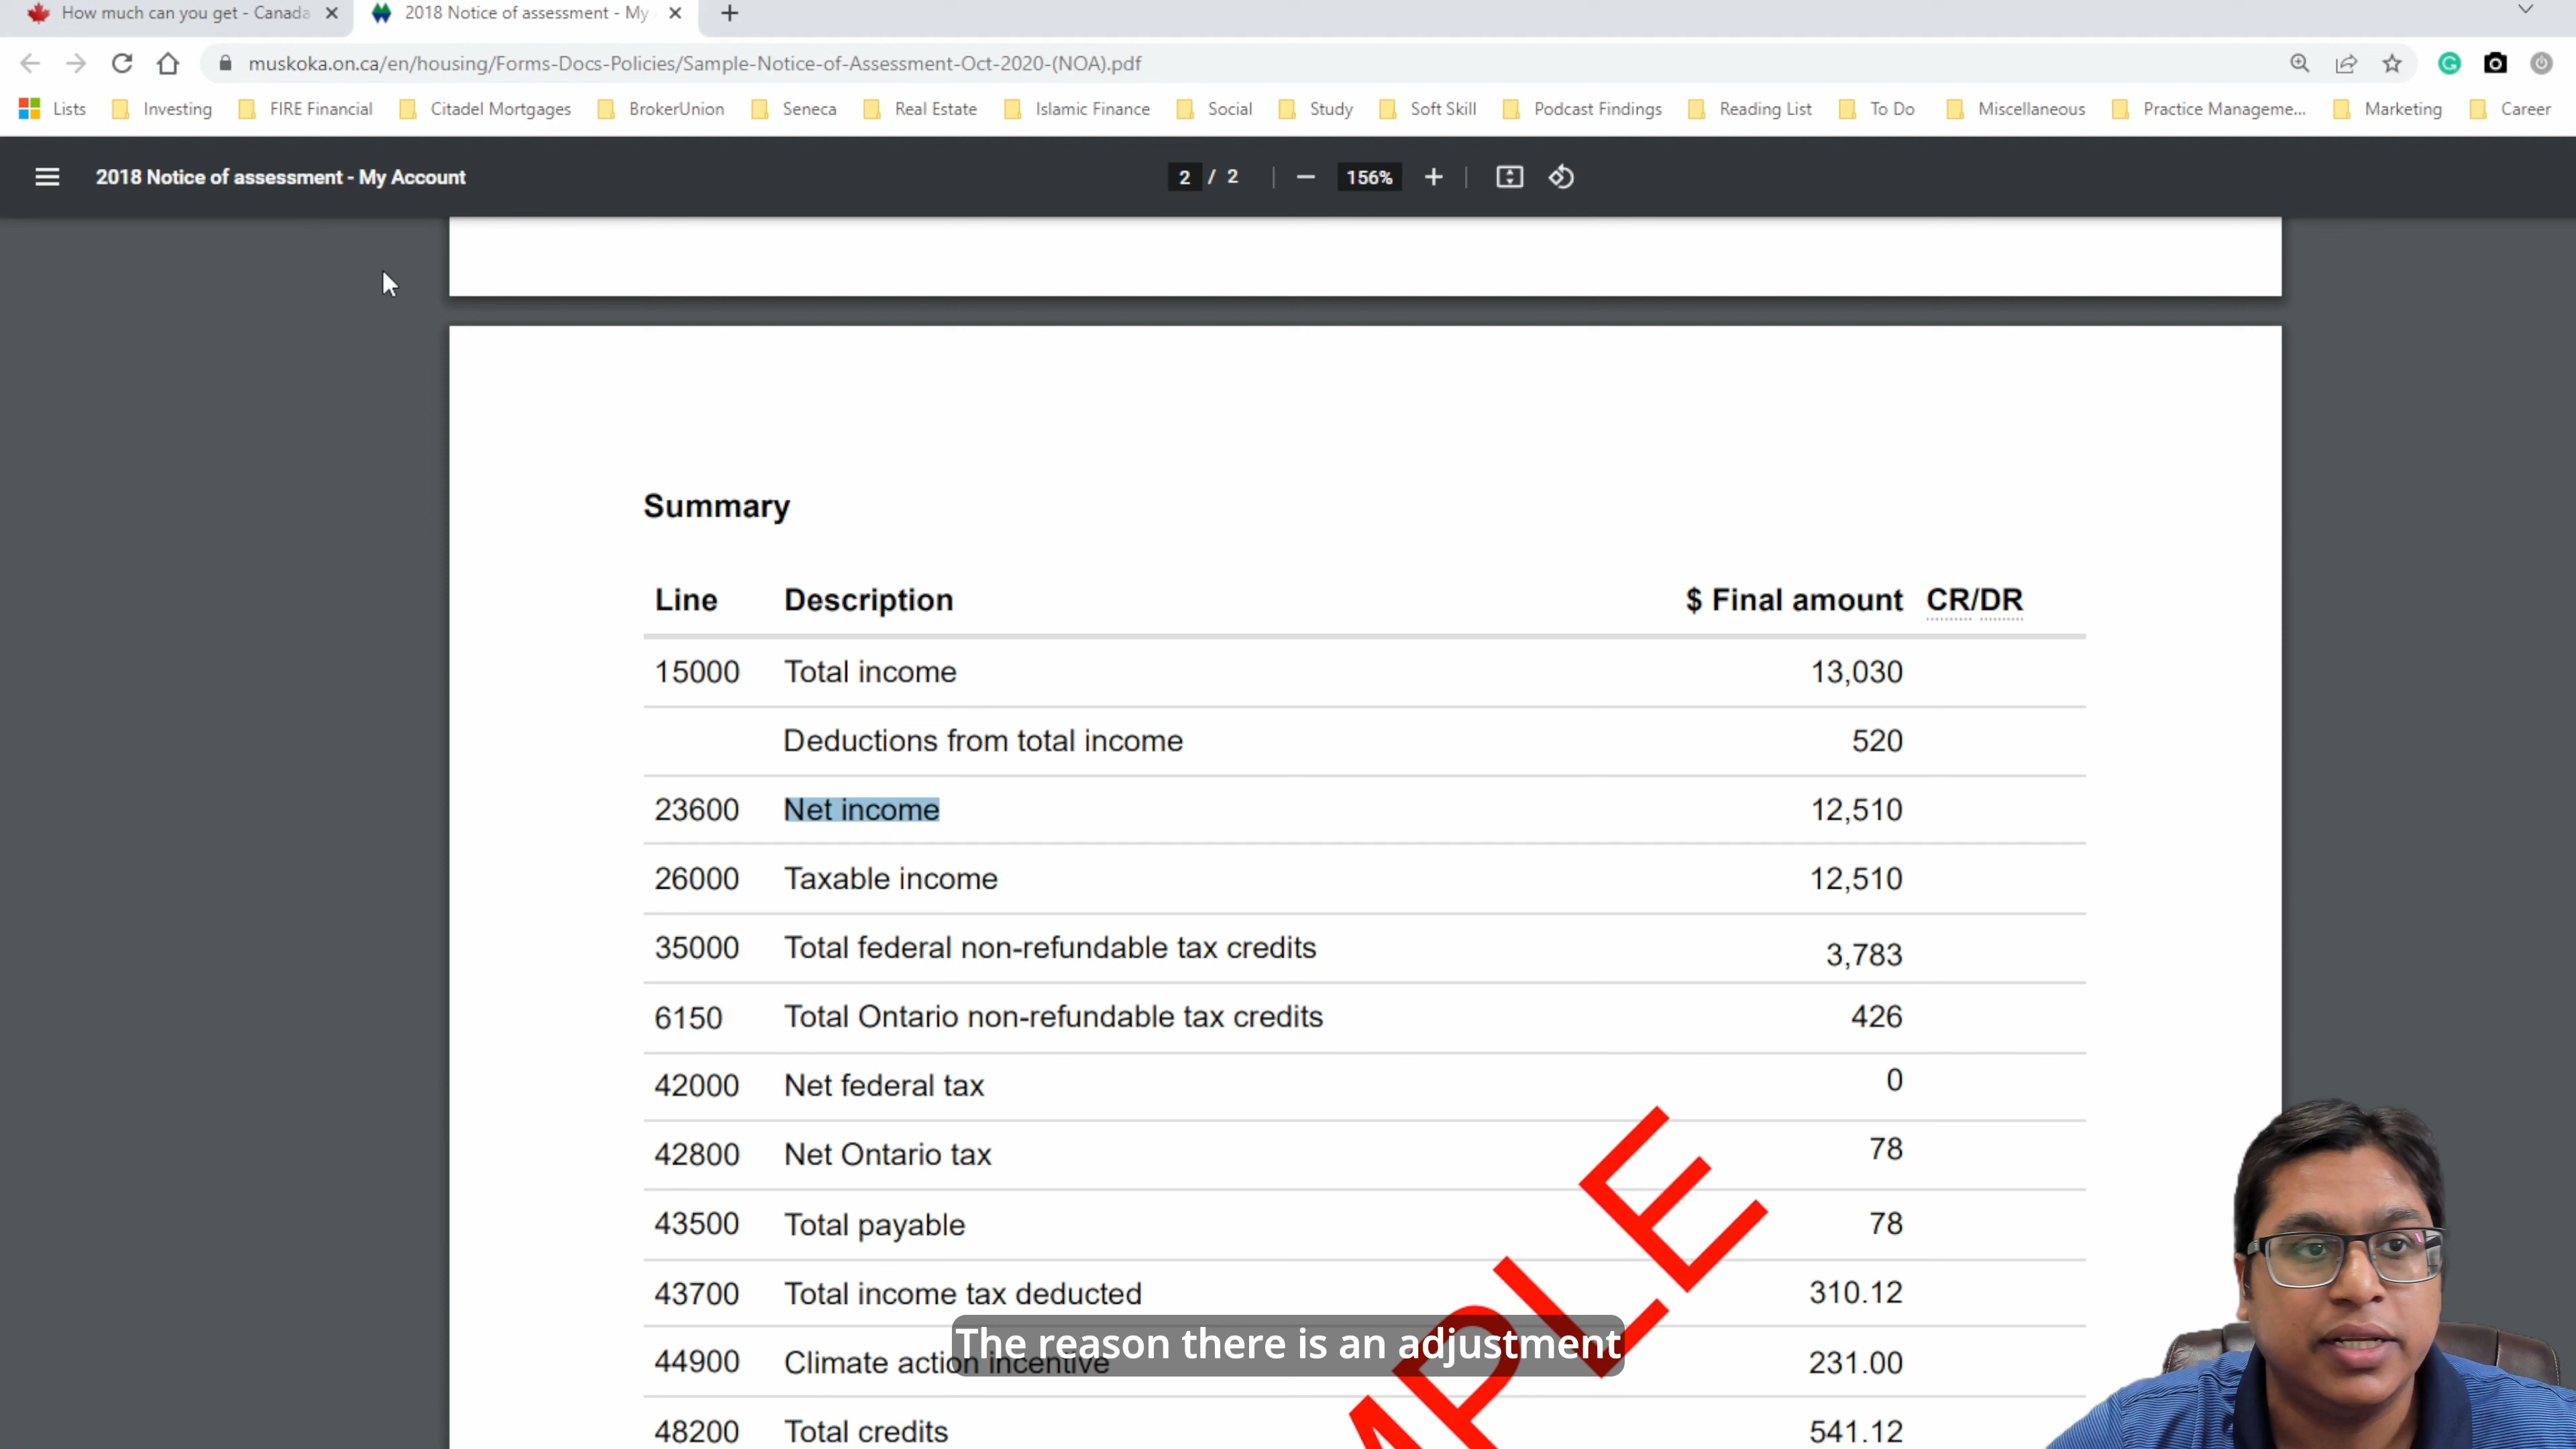 How much can you get - Canada
2018 Notice of assessment - My
muskoka.on.ca/en/housing/Forms-Docs-Policies/Sample-Notice-of-Assessment-Oct-2020-(NOA).pdf
Lists Investing FIRE Financial Citadel Mortgages BrokerUnion Seneca Real Estate Islamic Finance Social Study Soft Skill Podcast Findings Reading List To Do Miscellaneous Practice Manageme... Marketing Career
2018 Notice of assessment - My Account 2 / 2 156%
Summary
Line Description $ Final amount CR/DR
15000 Total income 13,030
Deductions from total income 520
23600 Net income 12,510
26000 Taxable income 12,510
35000 Total federal non-refundable tax credits 3,783
6150 Total Ontario non-refundable tax credits 426
42000 Net federal tax 0
42800 Net Ontario tax 78
43500 Total payable 78
43700 Total income tax deducted 310.12
The reason there is an adjustment
44900 Climate action incentive 231.00
48200 Total credits 541.12
MPLE